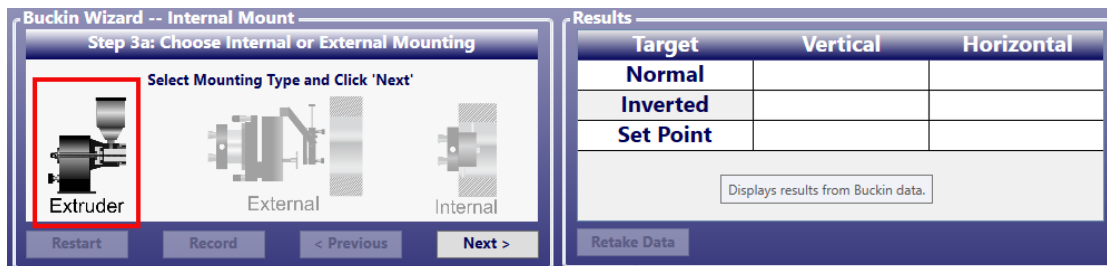 Buckin Wizard -- Internal Mount
Step 3a: Choose Internal or External Mounting
Select Mounting Type and Click 'Next'
Extruder
External
Internal
Restart
Record
< Previous
Next >
Results
Target Vertical Horizontal
Normal
Inverted
Set Point
Displays results from Buckin data.
Retake Data